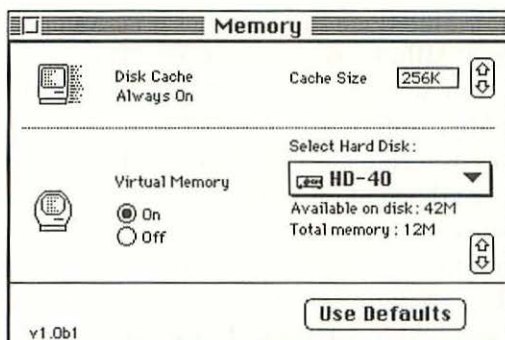 Memory
Disk Cache
Always On
Cache Size 256K
Select Hard Disk:
HD-40
Virtual Memory
On
Off
Available on disk: 42M
Total memory: 12M
Use Defaults
v1.0b1